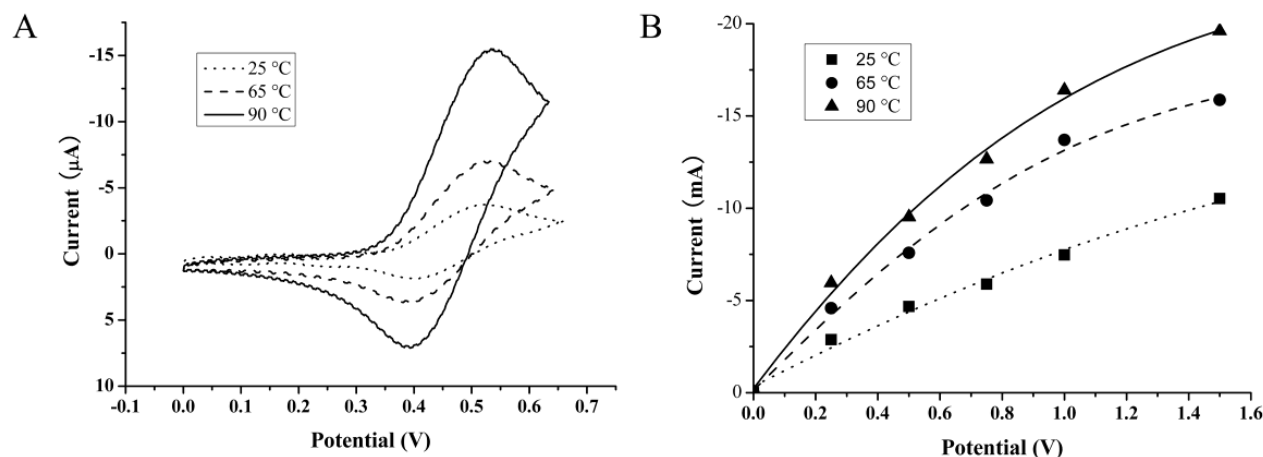 A
-15
-10
-5
0
5
10
Current (μA)
25 °C
65 °C
90 °C
-0.1 0.0 0.1 0.2 0.3 0.4 0.5 0.6 0.7
Potential (V)
B
-20
-15
-10
-5
0
Current (mA)
25 °C
65 °C
90 °C
0.0 0.2 0.4 0.6 0.8 1.0 1.2 1.4 1.6
Potential (V)